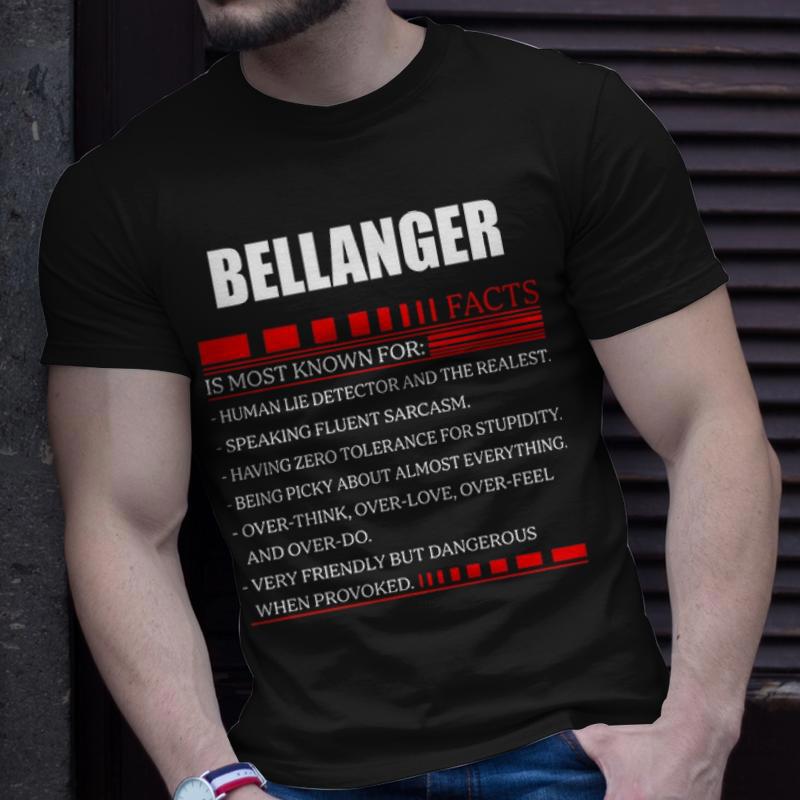 BELLANGER
FACTS
IS MOST KNOWN FOR:
- HUMAN LIE DETECTOR AND THE REALEST.
- SPEAKING FLUENT SARCASM.
- HAVING ZERO TOLERANCE FOR STUPIDITY.
- BEING PICKY ABOUT ALMOST EVERYTHING.
- OVER-THINK, OVER-LOVE, OVER-FEEL
AND OVER-DO.
- VERY FRIENDLY BUT DANGEROUS
WHEN PROVOKED.